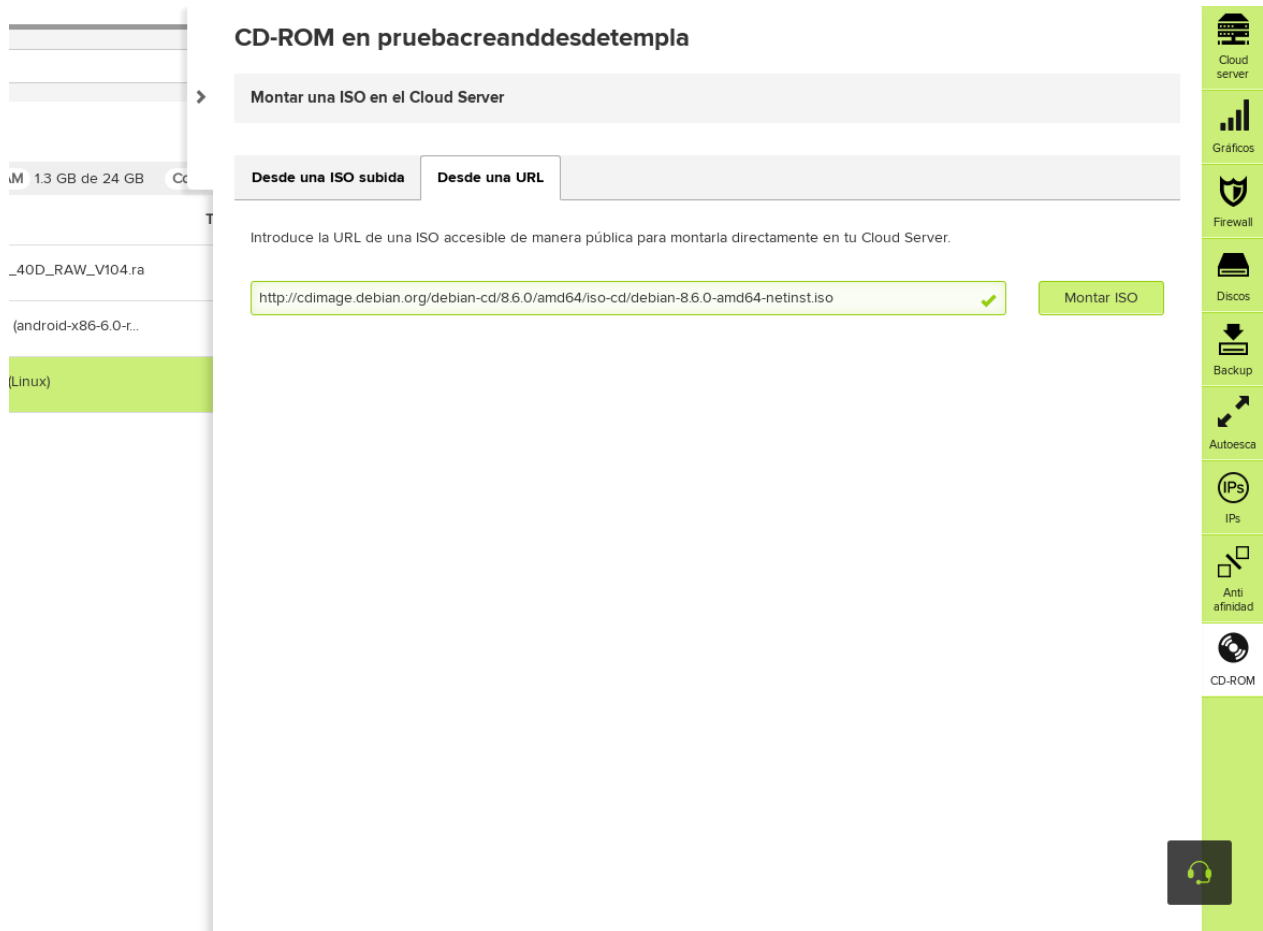 CD-ROM en pruebacreanddesdetempla
Montar una ISO en el Cloud Server
Desde una ISO subida
Desde una URL
Introduce la URL de una ISO accesible de manera pública para montarla directamente en tu Cloud Server.
http://cdimage.debian.org/debian-cd/8.6.0/amd64/iso-cd/debian-8.6.0-amd64-netinst.iso
Montar ISO
1.3 GB de 24 GB
_40D_RAW_V104.ra
(android-x86-6.0-r...
(Linux)
Cloud
server
Gráficos
Firewall
Discos
Backup
Autoesca
IPs
IPs
Anti
afinidad
CD-ROM